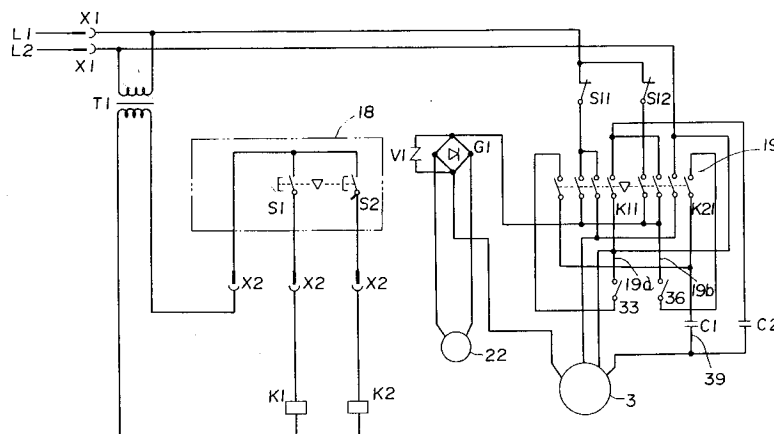 X1
L1
L2
X1
T1
18
S11
S12
V1
G1
19
S1
S2
K11
K21
X2
X2
X2
19a
19b
33
36
C1
C2
22
39
K1
K2
3